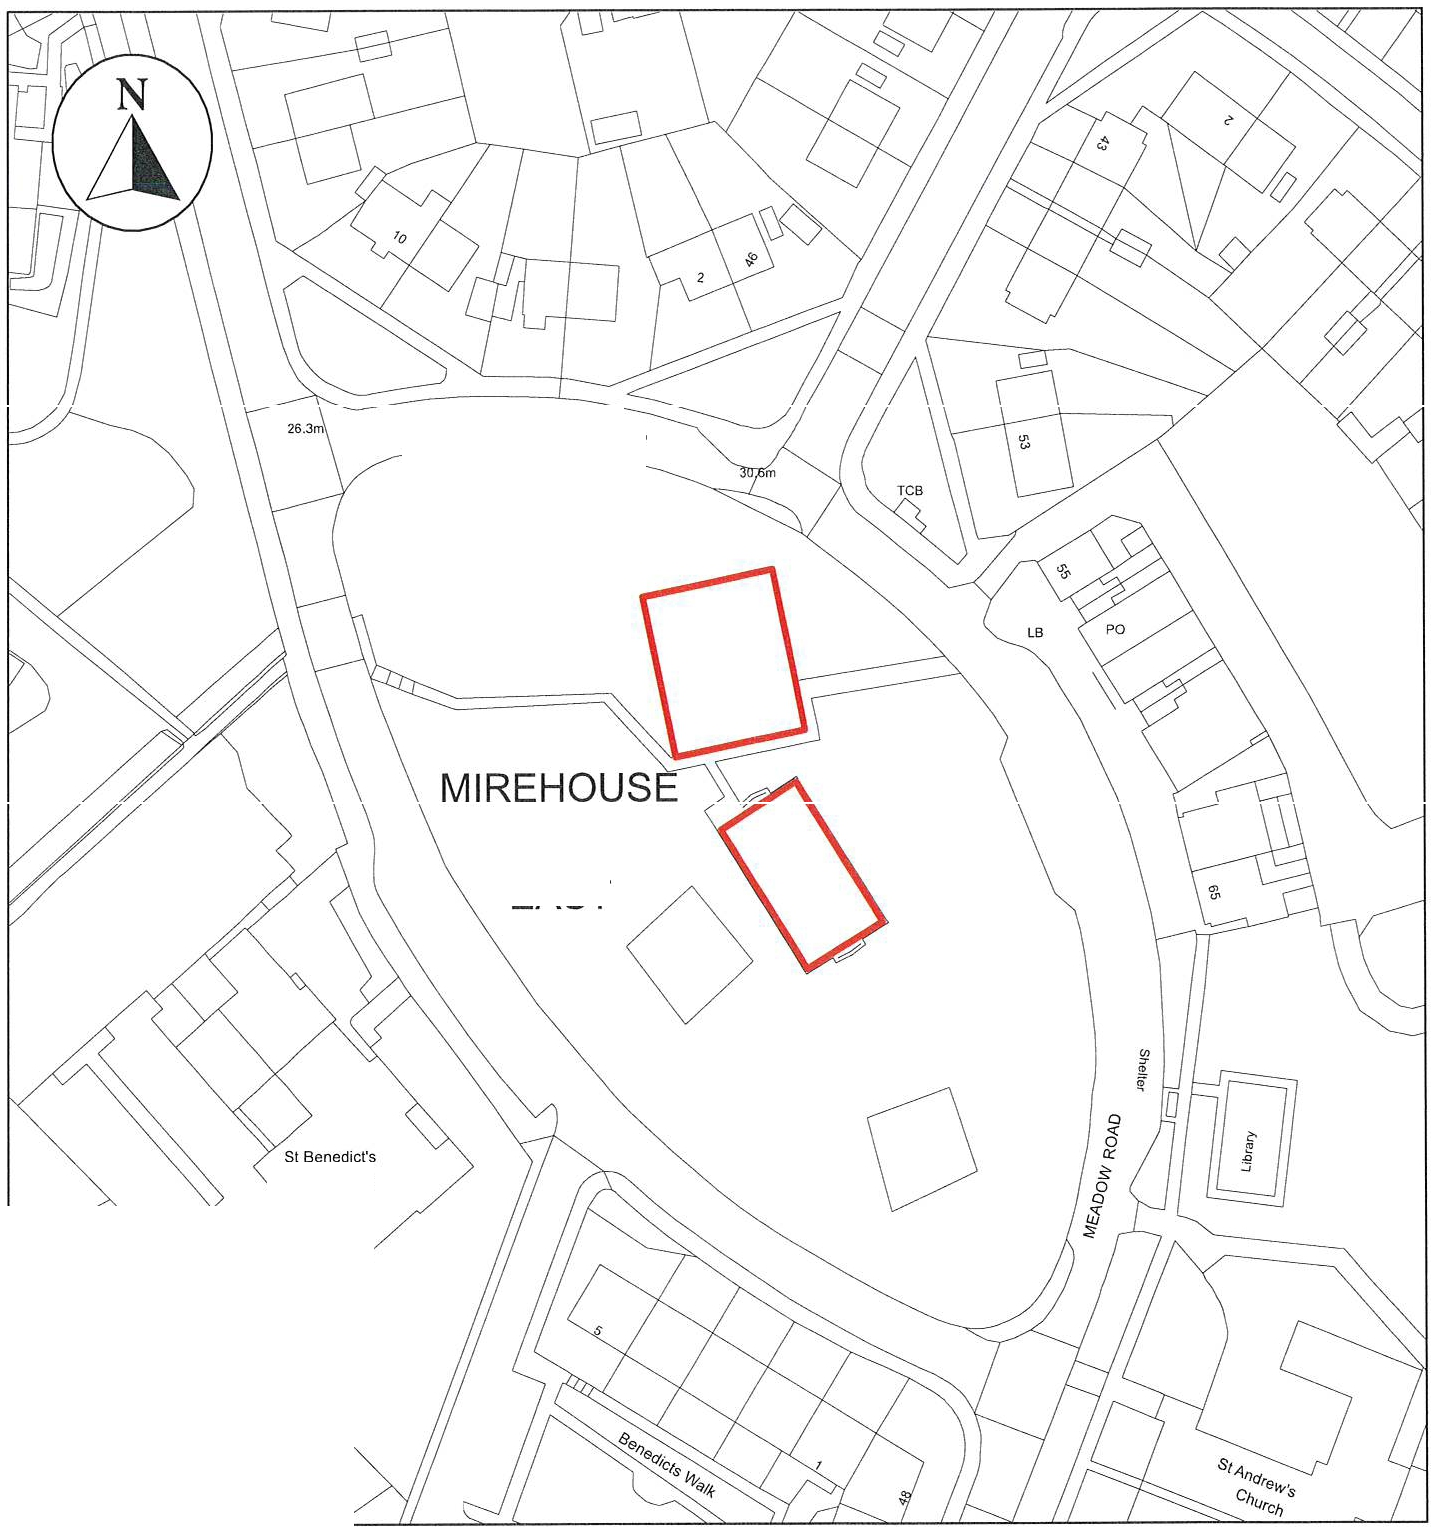 N
2
43
10
46
2
26.3m
53
30.6m
TCB
55
LB
PO
MIREHOUSE
65
Shelter
MEADOW ROAD
Library
St Benedict's
5
Benedicts Walk
1
48
St Andrew's
Church